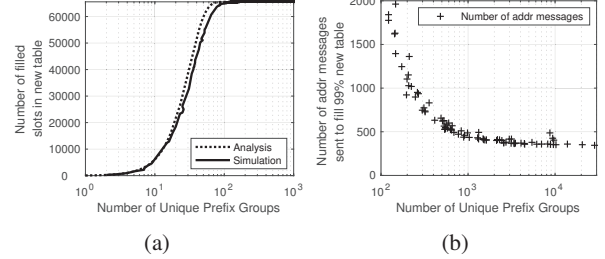 Number of filled
slots in new table
60000
50000
40000
30000
20000
10000
0
10^0
10^1
10^2
10^3
Number of Unique Prefix Groups
Analysis
Simulation
(a)
Number of addr messages
sent to fill 99% new table
2000
1500
1000
500
0
10^2
10^3
10^4
Number of Unique Prefix Groups
Number of addr messages
(b)